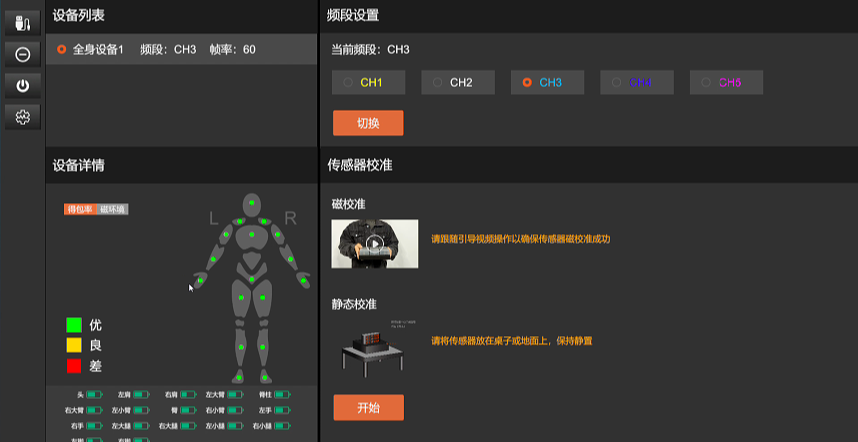 设备列表
全身设备1 频段：CH3 帧率：60
设备详情
得包率 磁环境
L R
优
良
差
头 左肩 右肩 左大臂 脊柱
右大臂 左小臂 臀 右小臂 左手
右手 左大腿 右大腿 左小腿 右小腿
频段设置
当前频段：CH3
CH1 CH2 CH3 CH4 CH5
切换
传感器校准
磁校准
请跟随引导视频操作以确保传感器磁校准成功
静态校准
请将传感器放在桌子或地面上，保持静置
开始